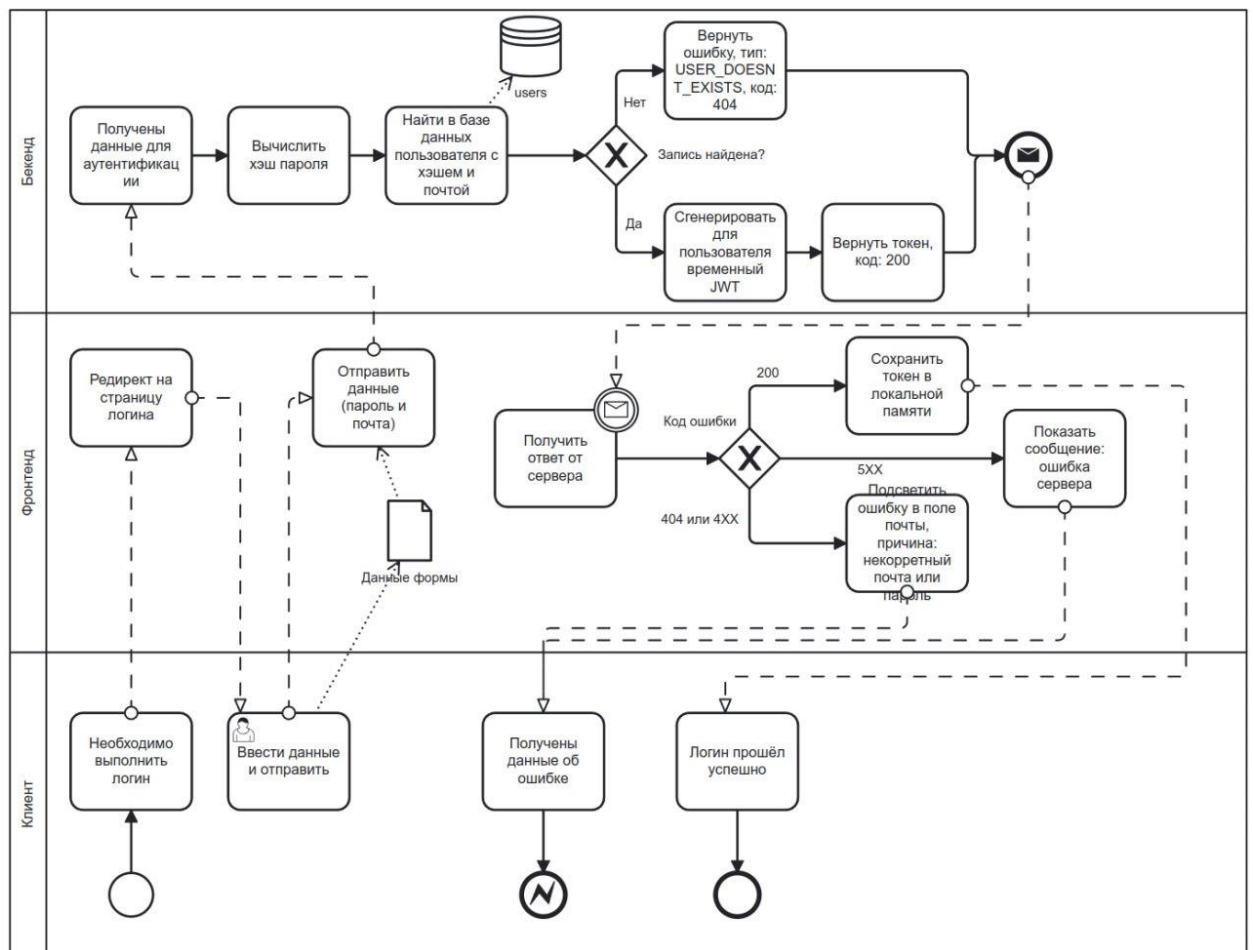 Бекенд
Получены
данные для
аутентификац
ии
Вычислить
хэш пароля
Найти в базе
данных
пользователя с
хэшем и
почтой
users
Нет
Запись найдена?
Да
Вернуть
ошибку, тип:
USER_DOESN
T_EXISTS, код:
404
Сгенерировать
для
пользователя
временный
JWT
Вернуть токен,
код: 200
Фронтенд
Редирект на
страницу
логина
Отправить
данные
(пароль и
почта)
Данные формы
Получить
ответ от
сервера
Код ошибки
200
5XX
404 или 4XX
Сохранить
токен в
локальной
памяти
Показать
сообщение:
ошибка
сервера
Подсветить
ошибку в поле
почты,
причина:
некорретный
почта или
пароль
Клиент
Необходимо
выполнить
логин
Ввести данные
и отправить
Получены
данные об
ошибке
Логин прошёл
успешно